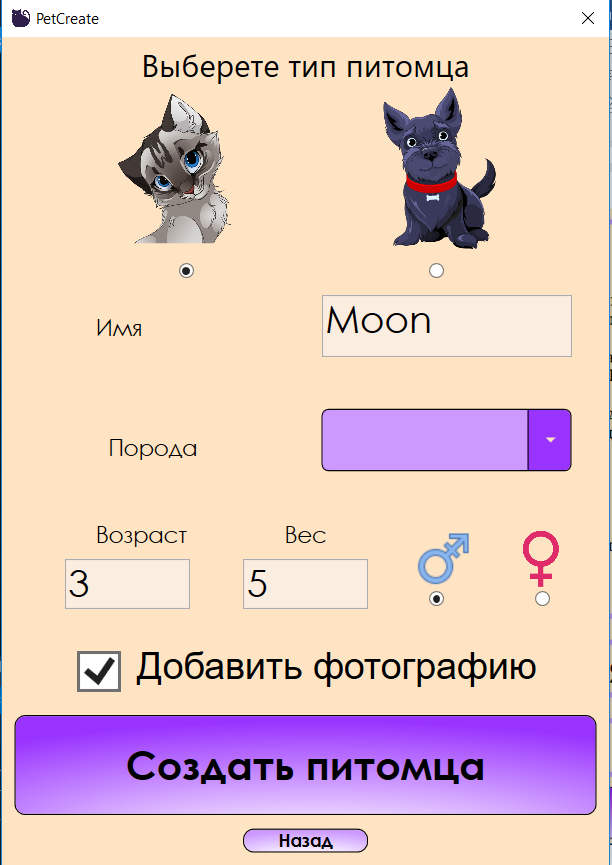 PetCreate
Выберете тип питомца
Имя
Moon
Порода
Возраст
Вес
3
5
Добавить фотографию
Создать питомца
Назад